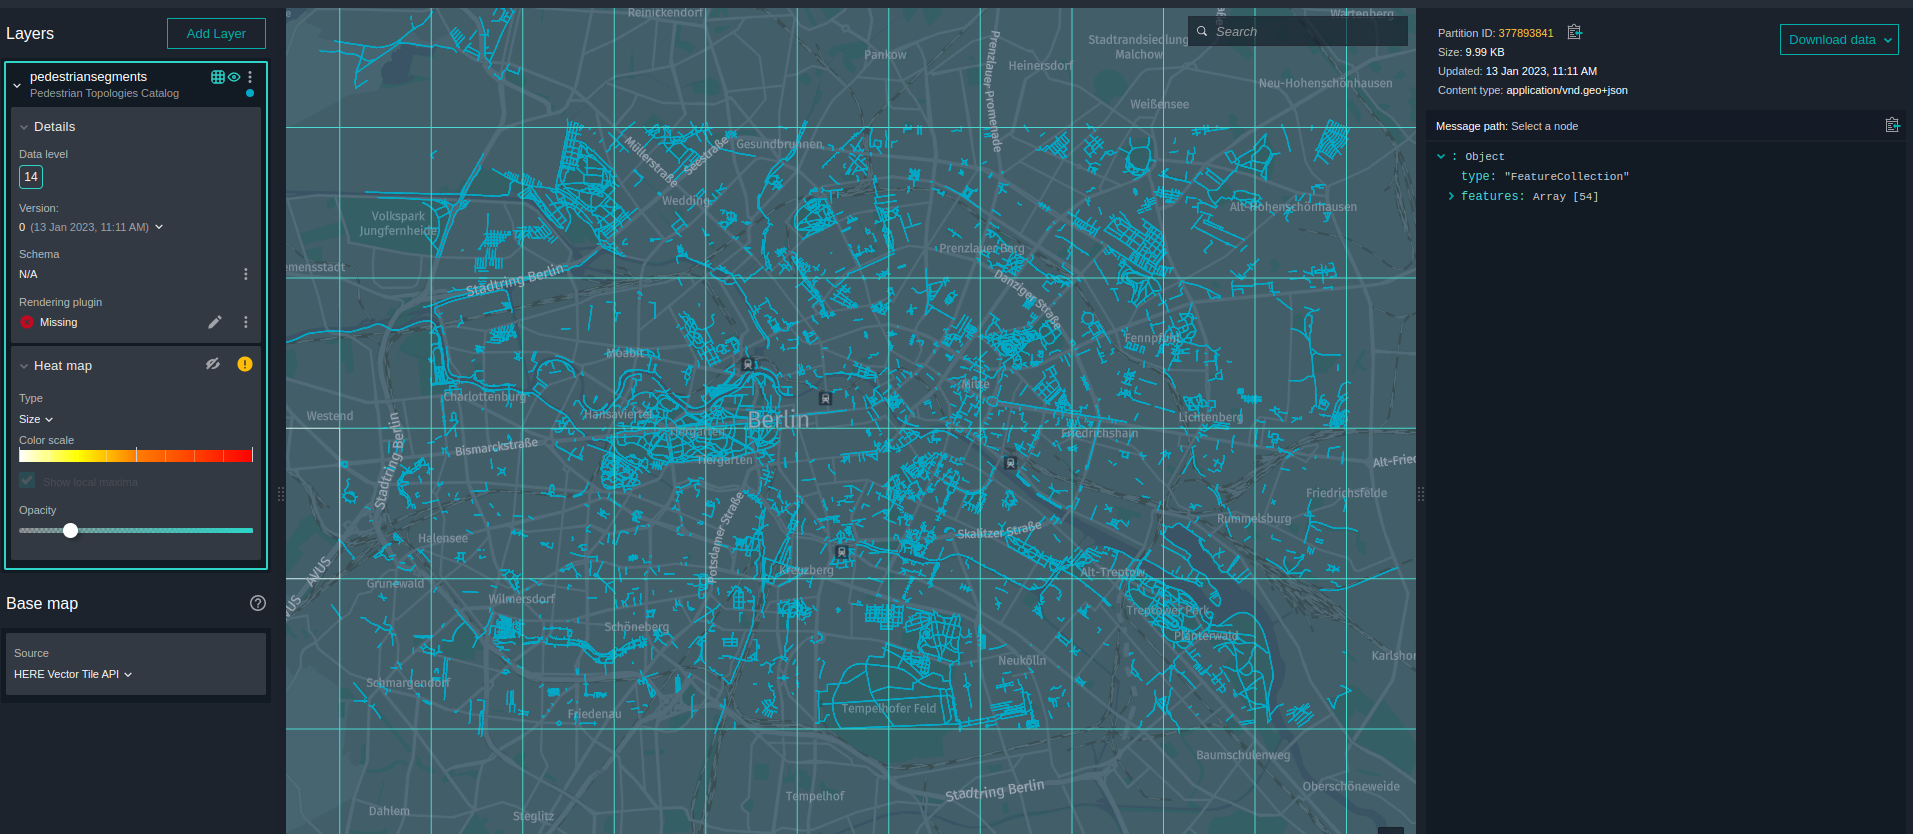 Layers
Add Layer
pedestriansegments
Pedestrian Topologies Catalog
Details
Data level
14
Version:
0 (13 Jan 2023, 11:11 AM)
Schema
N/A
Rendering plugin
Missing
Heat map
Type
Size
Color scale
Show local maxima
Opacity
Base map
Source
HERE Vector Tile API
Reinickendorf
Wartenberg
Search
Pankow
Prenzlauer Promenade
Stadtrandsiedlung
Malchow
Heinersdorf
Neu-Hohenschönhausen
Weißensee
Müllerstraße
Seestraße
Gesundbrunnen
Wedding
Volkspark
Jungfernheide
Alt-Hohenschönhausen
Prenzlauer Berg
emensstadt
Stadtring Berlin
Danziger Straße
Fennpfuhl
Moabit
Mitte
Charlottenburg
Westend
Hansaviertel
Berlin
Lichtenberg
Stadtring Berlin
Bismarckstraße
Tiergarten
Friedrichshain
Tiergarten
Alt-Fried
Friedrichsfelde
Potsdamer Straße
Skalitzer Straße
Rummelsburg
Halensee
AVUS
Kreuzberg
Alt-Treptow
Grunewald
VUS
Wilmersdorf
Treptower Park
Schöneberg
Plänterwald
Neukölln
Karlshor
Schmargendorf
Friedenau
Tempelhofer Feld
Baumschulenweg
Stadtring Berlin
Oberschöneweide
Tempelhof
Dahlem
Steglitz
Partition ID: 377893841
Download data
Size: 9.99 KB
Updated: 13 Jan 2023, 11:11 AM
Content type: application/vnd.geo+json
Message path: Select a node
: Object
type: "FeatureCollection"
features: Array [54]